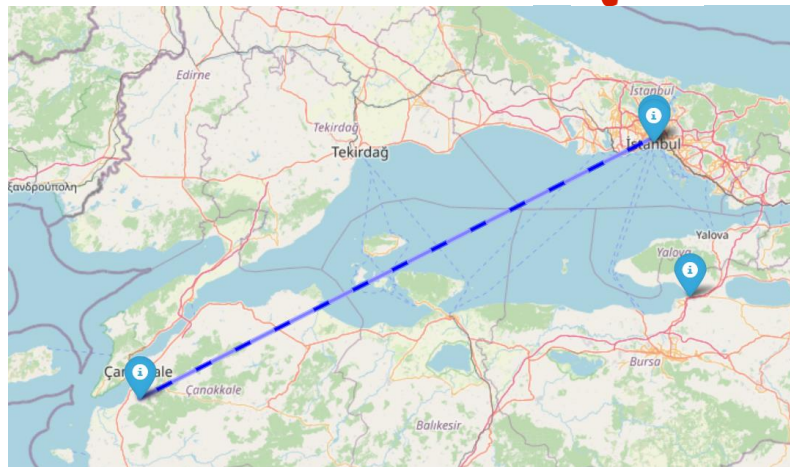 Edirne
İstanbul
Tekirdağ
İstanbul
Tekirdağ
ξανδρούπολη
Yalova
Yalova
Bursa
Çanakkale
Balıkesir